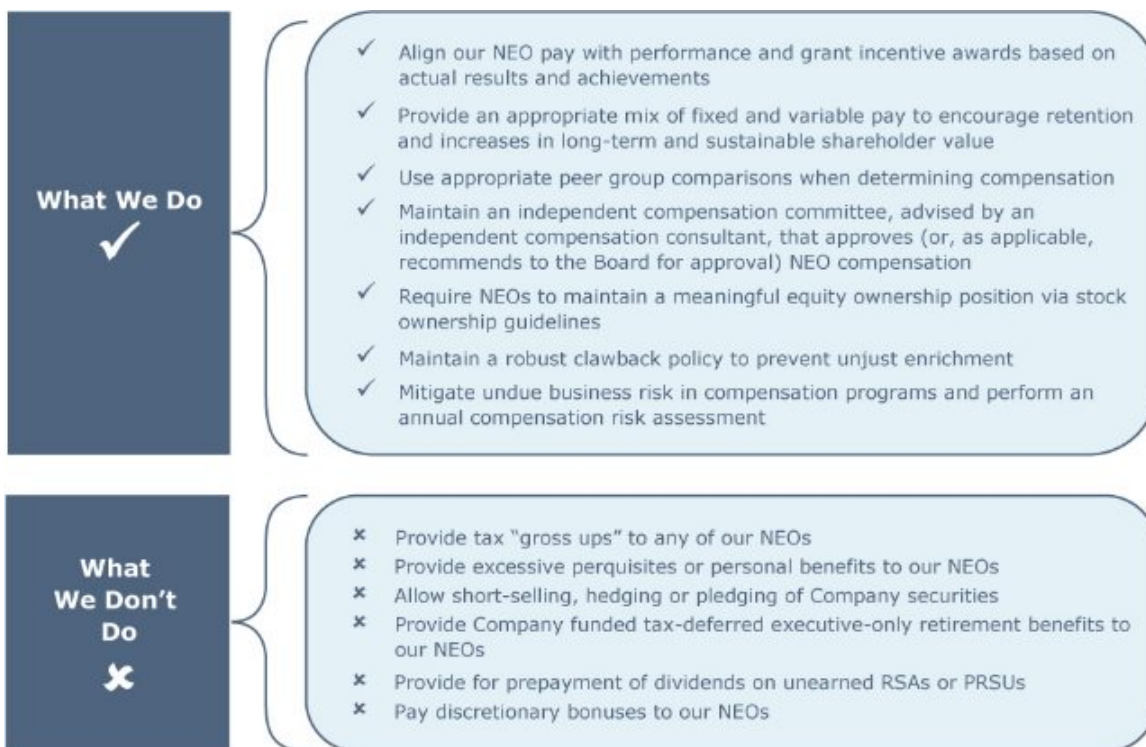 What We Do
✓
✓ Align our NEO pay with performance and grant incentive awards based on
actual results and achievements
✓ Provide an appropriate mix of fixed and variable pay to encourage retention
and increases in long-term and sustainable shareholder value
✓ Use appropriate peer group comparisons when determining compensation
✓ Maintain an independent compensation committee, advised by an
independent compensation consultant, that approves (or, as applicable,
recommends to the Board for approval) NEO compensation
✓ Require NEOs to maintain a meaningful equity ownership position via stock
ownership guidelines
✓ Maintain a robust clawback policy to prevent unjust enrichment
✓ Mitigate undue business risk in compensation programs and perform an
annual compensation risk assessment
What
We Don't
Do
✘
✘ Provide tax “gross ups” to any of our NEOs
✘ Provide excessive perquisites or personal benefits to our NEOs
✘ Allow short-selling, hedging or pledging of Company securities
✘ Provide Company funded tax-deferred executive-only retirement benefits to
our NEOs
✘ Provide for prepayment of dividends on unearned RSAs or PRSUs
✘ Pay discretionary bonuses to our NEOs